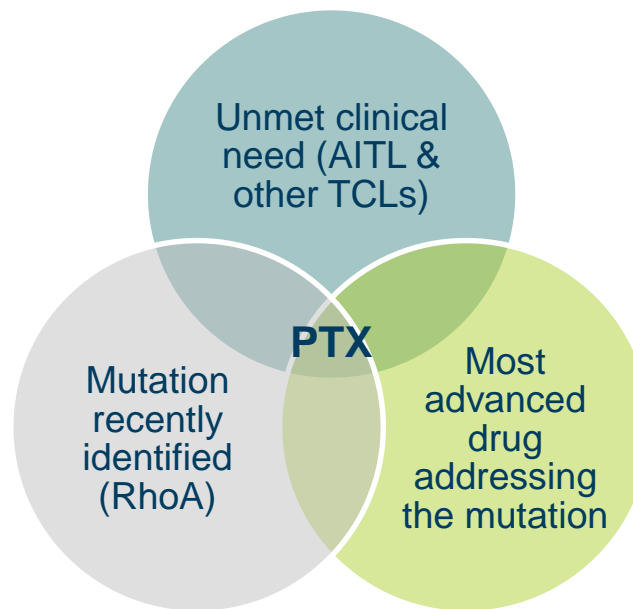 Unmet clinical
need (AITL &
other TCLs)
PTX
Mutation
recently
identified
(RhoA)
Most
advanced
drug
addressing
the mutation